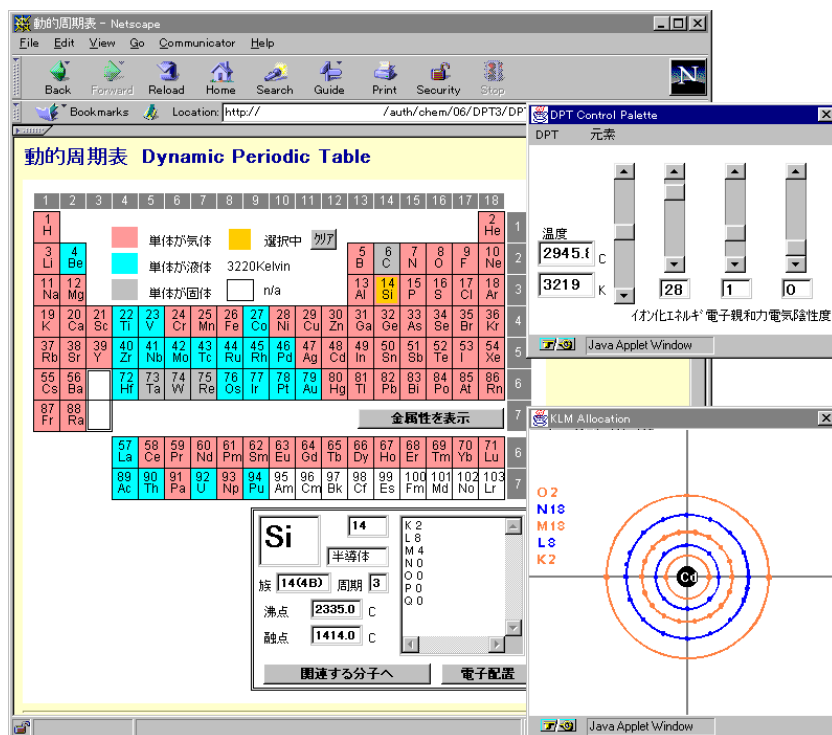 動的周期表 - Netscape
File Edit View Go Communicator Help
Back Forward Reload Home Search Guide Print Security Stop
N
Bookmarks Location: http:// /auth/chem/06/DPT3/DPT
動的周期表 Dynamic Periodic Table
1 2 3 4 5 6 7 8 9 10 11 12 13 14 15 16 17 18
1 2 1
H He
単体が気体 選択中 クリア
3 4 5 6 7 8 9 10 2
Li Be B C N O F Ne
単体が液体 3220Kelvin
11 12 13 14 15 16 17 18 3
Na Mg Al Si P S Cl Ar
単体が固体 n/a
19 20 21 22 23 24 25 26 27 28 29 30 31 32 33 34 35 36 4
K Ca Sc Ti V Cr Mn Fe Co Ni Cu Zn Ga Ge As Se Br Kr
37 38 39 40 41 42 43 44 45 46 47 48 49 50 51 52 53 54 5
Rb Sr Y Zr Nb Mo Tc Ru Rh Pd Ag Cd In Sn Sb Te I Xe
55 56 72 73 74 75 76 77 78 79 80 81 82 83 84 85 86 6
Cs Ba Hf Ta W Re Os Ir Pt Au Hg Tl Pb Bi Po At Rn
87 88 7
Fr Ra
金属性を表示
57 58 59 60 61 62 63 64 65 66 67 68 69 70 71 6
La Ce Pr Nd Pm Sm Eu Gd Tb Dy Ho Er Tm Yb Lu
89 90 91 92 93 94 95 96 97 98 99 100 101 102 103 7
Ac Th Pa U Np Pu Am Cm Bk Cf Es Fm Md No Lr
Si 14
半導体
族 14(4B) 周期 3
沸点 2335.0 C
融点 1414.0 C
K 2
L 8
M 4
N 0
O 0
P 0
Q 0
関連する分子へ 電子配置
DPT Control Palette
DPT 元素
温度
2945.8 C
3219 K
28 1 0
イオン化エネルギ 電子親和力 電気陰性度
Java Applet Window
KLM Allocation
O 2
N18
M18
L 8
K 2
Cd
Java Applet Window